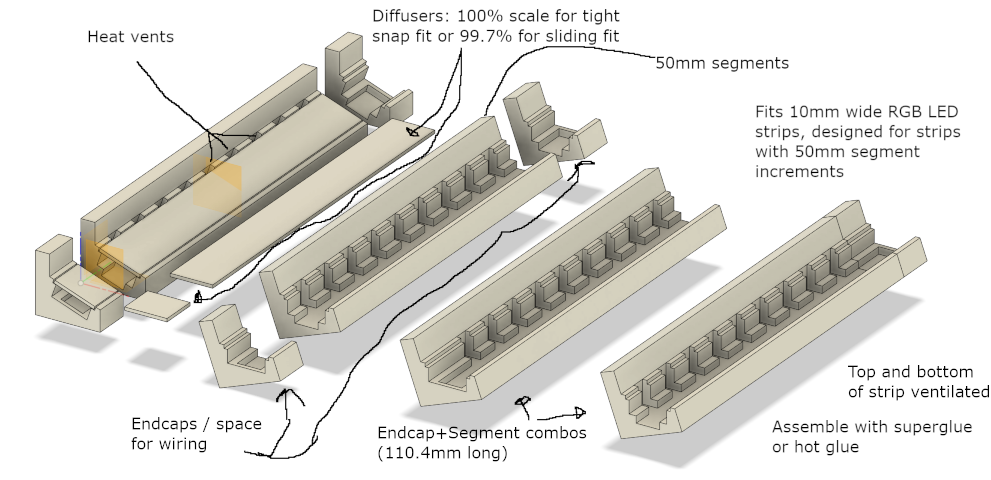 Heat vents
Diffusers: 100% scale for tight
snap fit or 99.7% for sliding fit
50mm segments
Fits 10mm wide RGB LED
strips, designed for strips
with 50mm segment
increments
Endcaps / space
for wiring
Endcap+Segment combos
(110.4mm long)
Top and bottom
of strip ventilated
Assemble with superglue
or hot glue